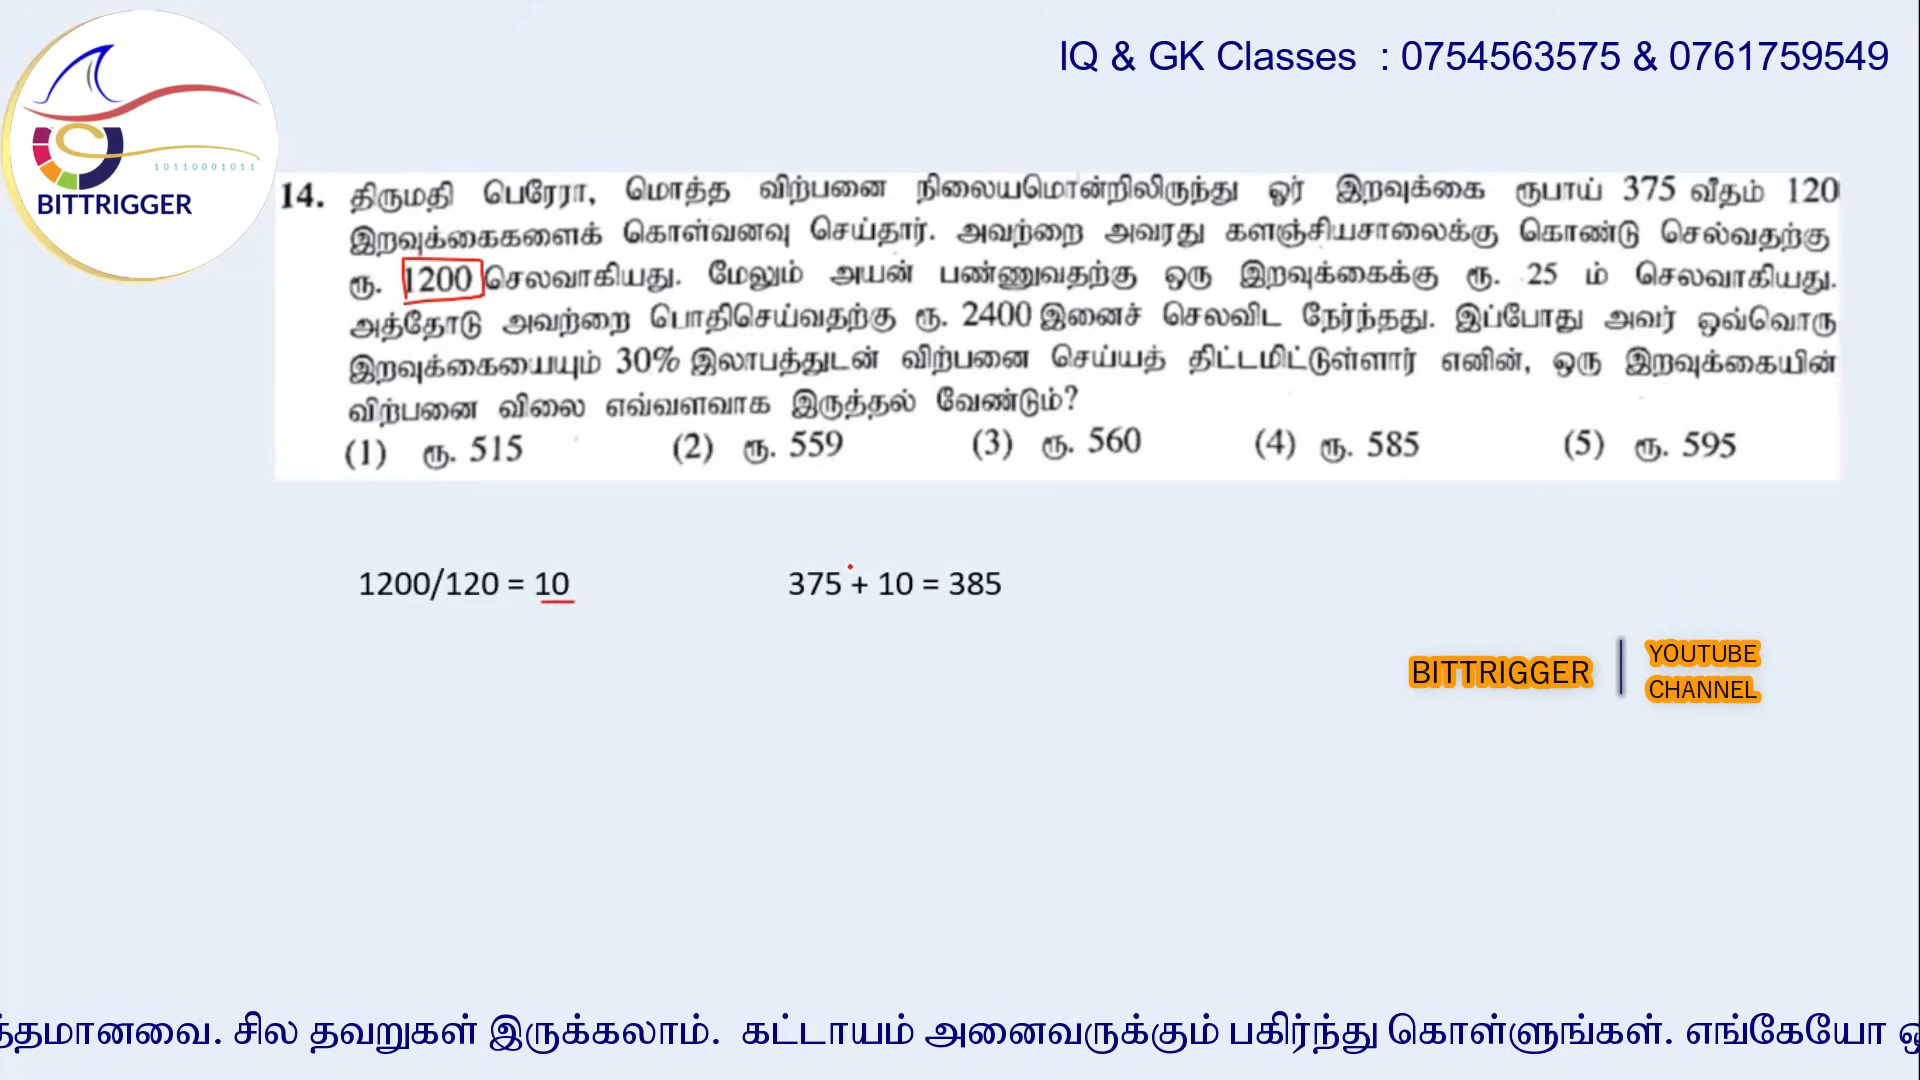 IQ & GK Classes : 0754563575 & 0761759549
10110001011
BITTRIGGER
14. திருமதி பெரேரா, மொத்த விற்பனை நிலையமொன்றிலிருந்து ஓர் இறவுக்கை ரூபாய் 375 வீதம் 120
இறவுக்கைகளைக் கொள்வனவு செய்தார். அவற்றை அவரது களஞ்சியசாலைக்கு கொண்டு செல்வதற்கு
ரூ. 1200 செலவாகியது. மேலும் அயன் பண்ணுவதற்கு ஒரு இறவுக்கைக்கு ரூ. 25 ம் செலவாகியது.
அத்தோடு அவற்றை பொதிசெய்வதற்கு ரூ. 2400 இனைச் செலவிட நேர்ந்தது. இப்போது அவர் ஒவ்வொரு
இறவுக்கையையும் 30% இலாபத்துடன் விற்பனை செய்யத் திட்டமிட்டுள்ளார் எனின், ஒரு இறவுக்கையின்
விற்பனை விலை எவ்வளவாக இருத்தல் வேண்டும்?
(1) ரூ. 515 (2) ரூ. 559 (3) ரூ. 560 (4) ரூ. 585 (5) ரூ. 595
1200/120 = 10 375 + 10 = 385
BITTRIGGER
YOUTUBE
CHANNEL
சில தவறுகள் இருக்கலாம். கட்டாயம் அனைவருக்கும் பகிர்ந்து கொள்ளுங்கள். எங்கேயோ